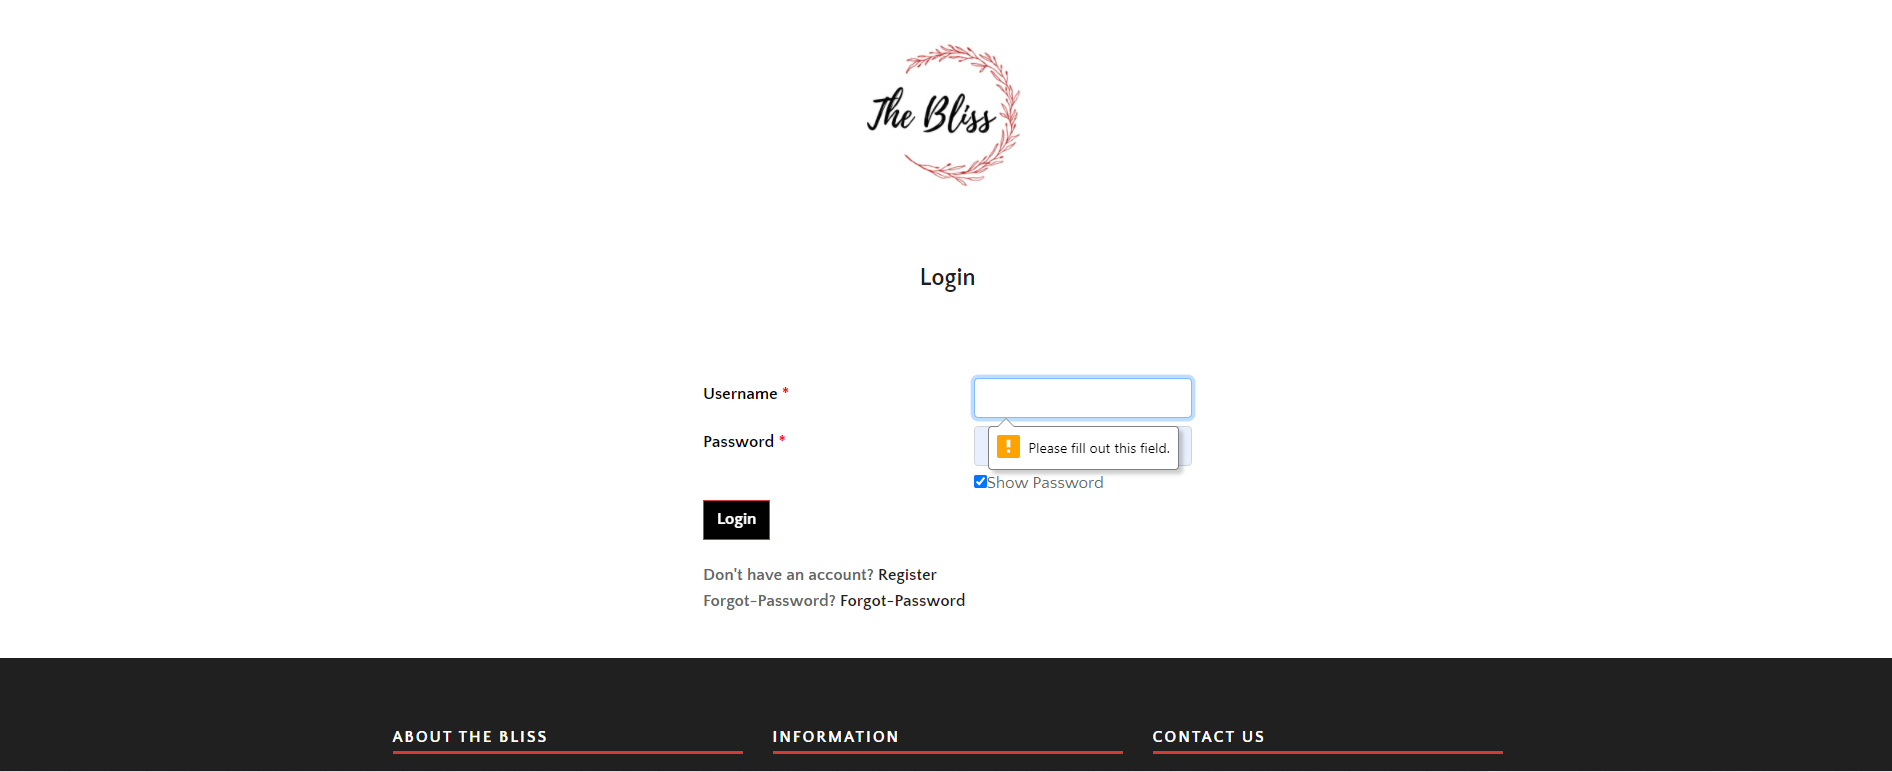 The Bliss
Login
Username *
Password *
! Please fill out this field.
Show Password
Login
Don't have an account? Register
Forgot-Password? Forgot-Password
ABOUT THE BLISS
INFORMATION
CONTACT US